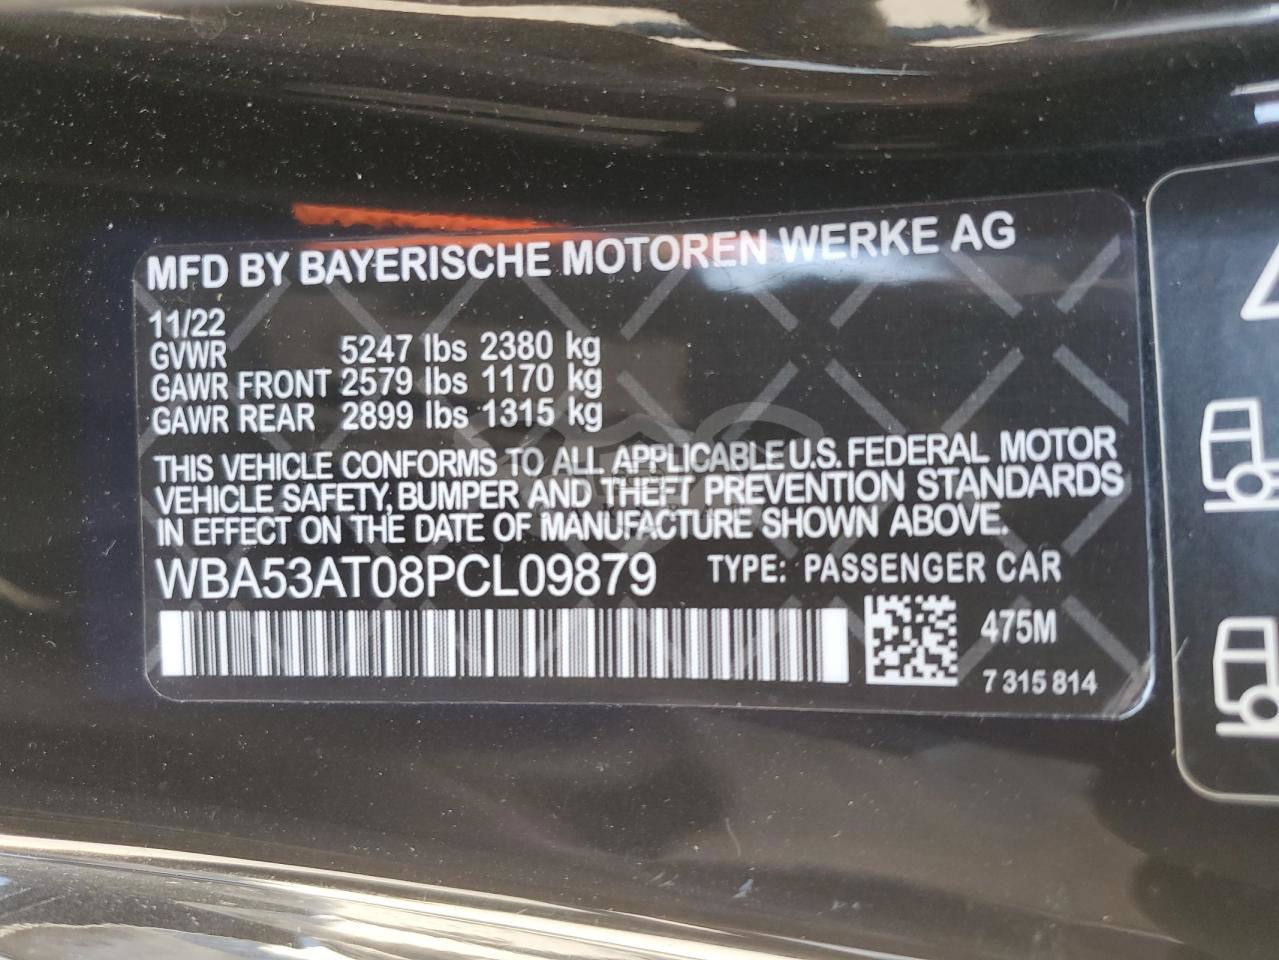 MFD BY BAYERISCHE MOTOREN WERKE AG
11/22
GVWR 5247 lbs 2380 kg
GAWR FRONT 2579 lbs 1170 kg
GAWR REAR 2899 lbs 1315 kg
THIS VEHICLE CONFORMS TO ALL APPLICABLE U.S. FEDERAL MOTOR
VEHICLE SAFETY, BUMPER AND THEFT PREVENTION STANDARDS
IN EFFECT ON THE DATE OF MANUFACTURE SHOWN ABOVE.
WBA53AT08PCL09879 TYPE: PASSENGER CAR
475M
7 315 814